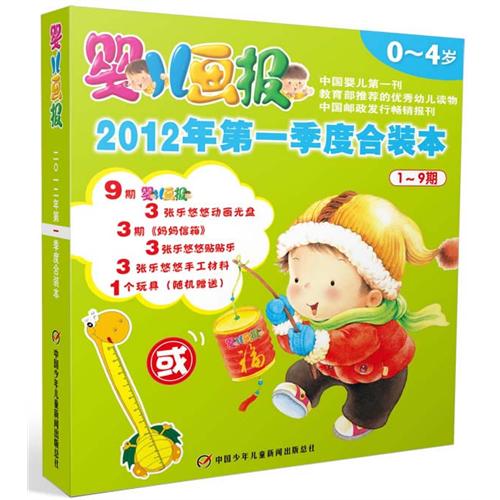 婴儿画报
0~4岁
中国婴儿第一刊
教育部推荐的优秀幼儿读物
中国邮政发行畅销报刊
2012年第一季度合装本
1~9期
9期 婴儿画报
3张乐悠悠动画光盘
3期《妈妈信箱》
3张乐悠悠贴贴乐
3张乐悠悠手工材料
1个玩具(随机赠送)
或
福
中国少年儿童新闻出版总社
婴儿画报
二〇一二年第一季度合装本
中国少年儿童新闻出版总社